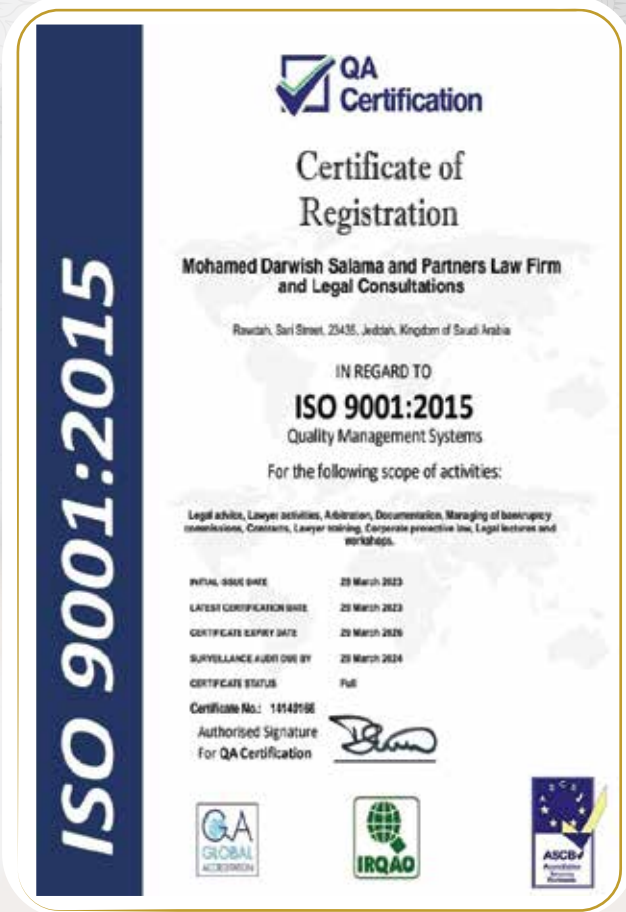 QA
Certification
Certificate of
Registration
Mohamed Darwish Salama and Partners Law Firm
and Legal Consultations
Rawdah, Sari Street, 23435, Jeddah, Kingdom of Saudi Arabia
IN REGARD TO
ISO 9001:2015
Quality Management Systems
For the following scope of activities:
Legal advice, Lawyer activities, Arbitration, Documentation, Managing of bankruptcy
commissions, Contracts, Lawyer training, Corporate protective law, Legal lectures and
workshops.
INITIAL ISSUE DATE 29 March 2023
LATEST CERTIFICATION DATE 29 March 2023
CERTIFICATE EXPIRY DATE 29 March 2026
SURVEILLANCE AUDIT DUE BY 29 March 2024
CERTIFICATE STATUS Full
Certificate No.: 14140166
Authorised Signature
For QA Certification
GA
GLOBAL
ACCREDITATION
IRQAO
ASCB
Accreditation
ISO 9001:2015